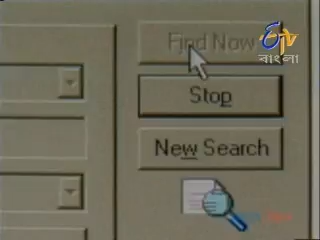 Find Now
ETV
বাংলা
Stop
New Search